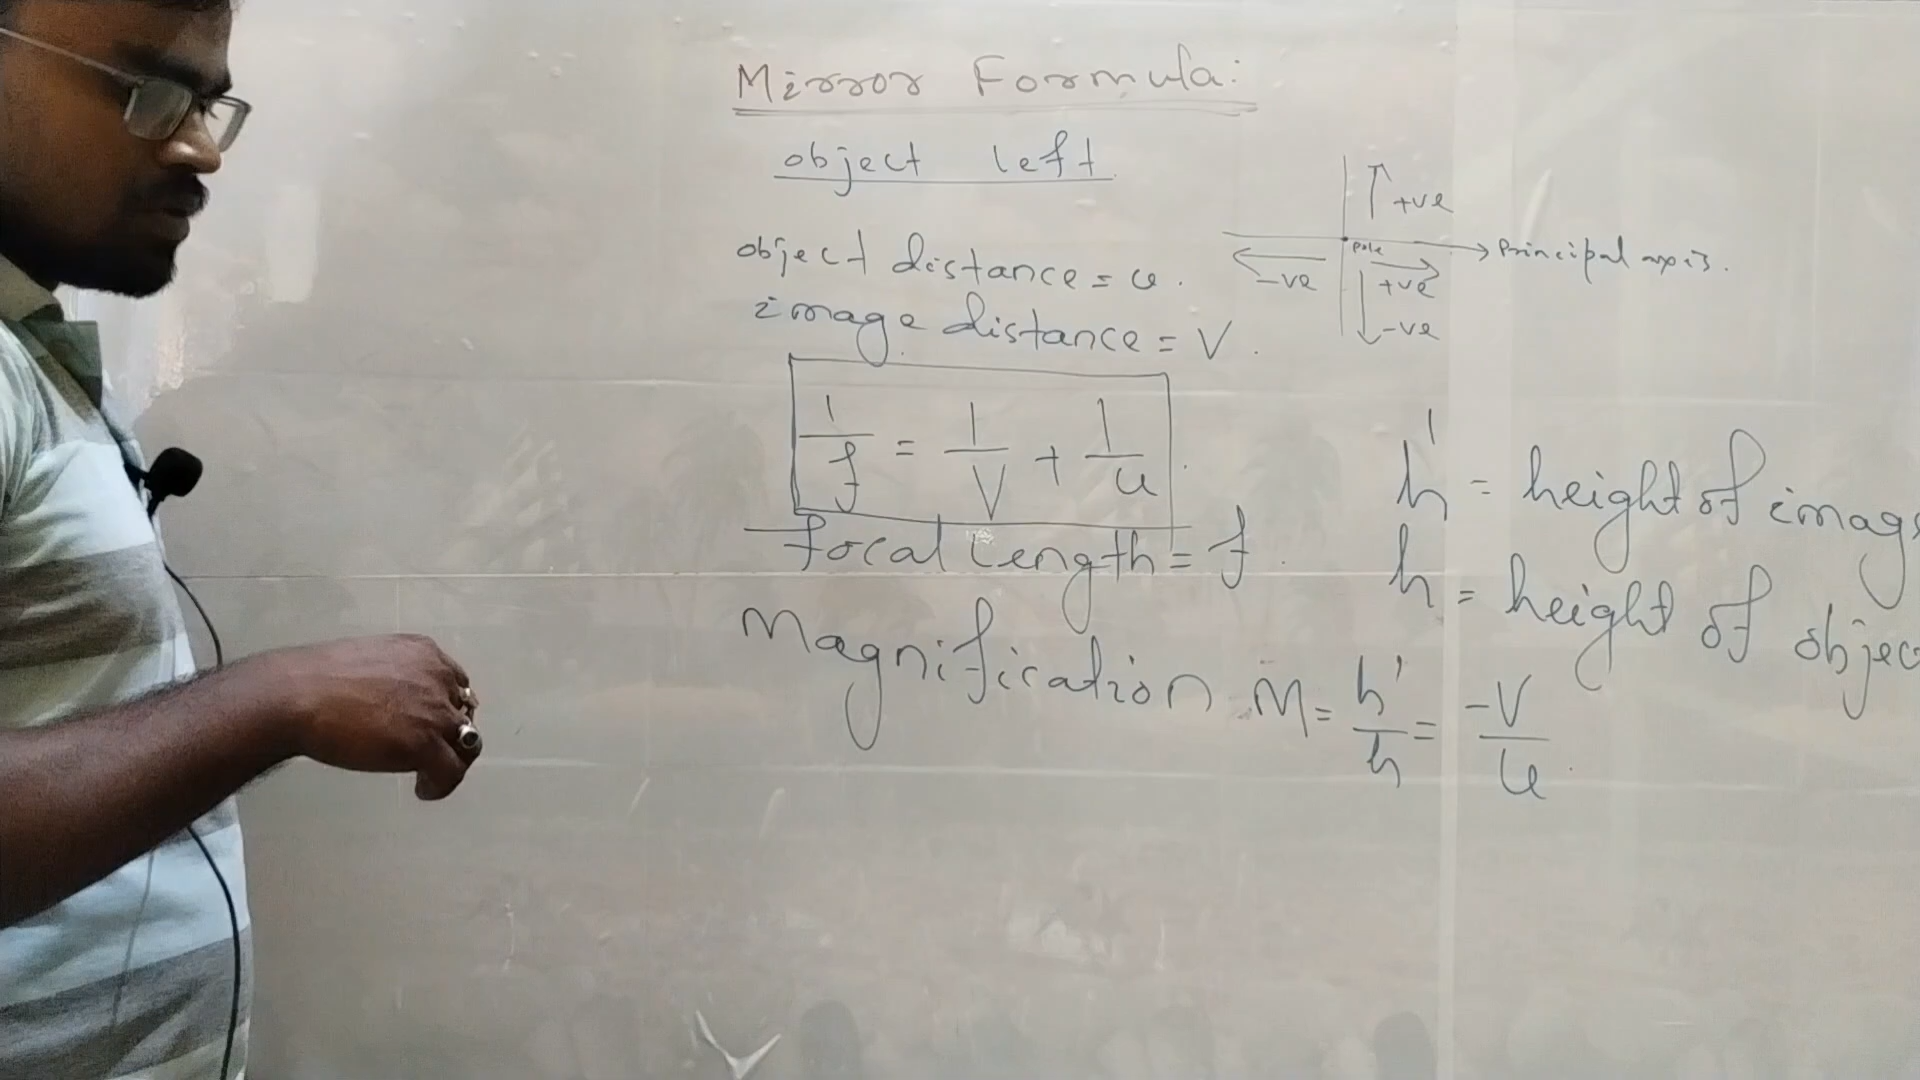 Mirror Formula:
object left
object distance = u.
image distance = V.
1/f = 1/V + 1/u.
focal length = f.
Magnification M = h'/h = -V/u.
+ve
pole
Principal axis.
-ve
+ve
-ve
h' = height of imag
h = height of objec